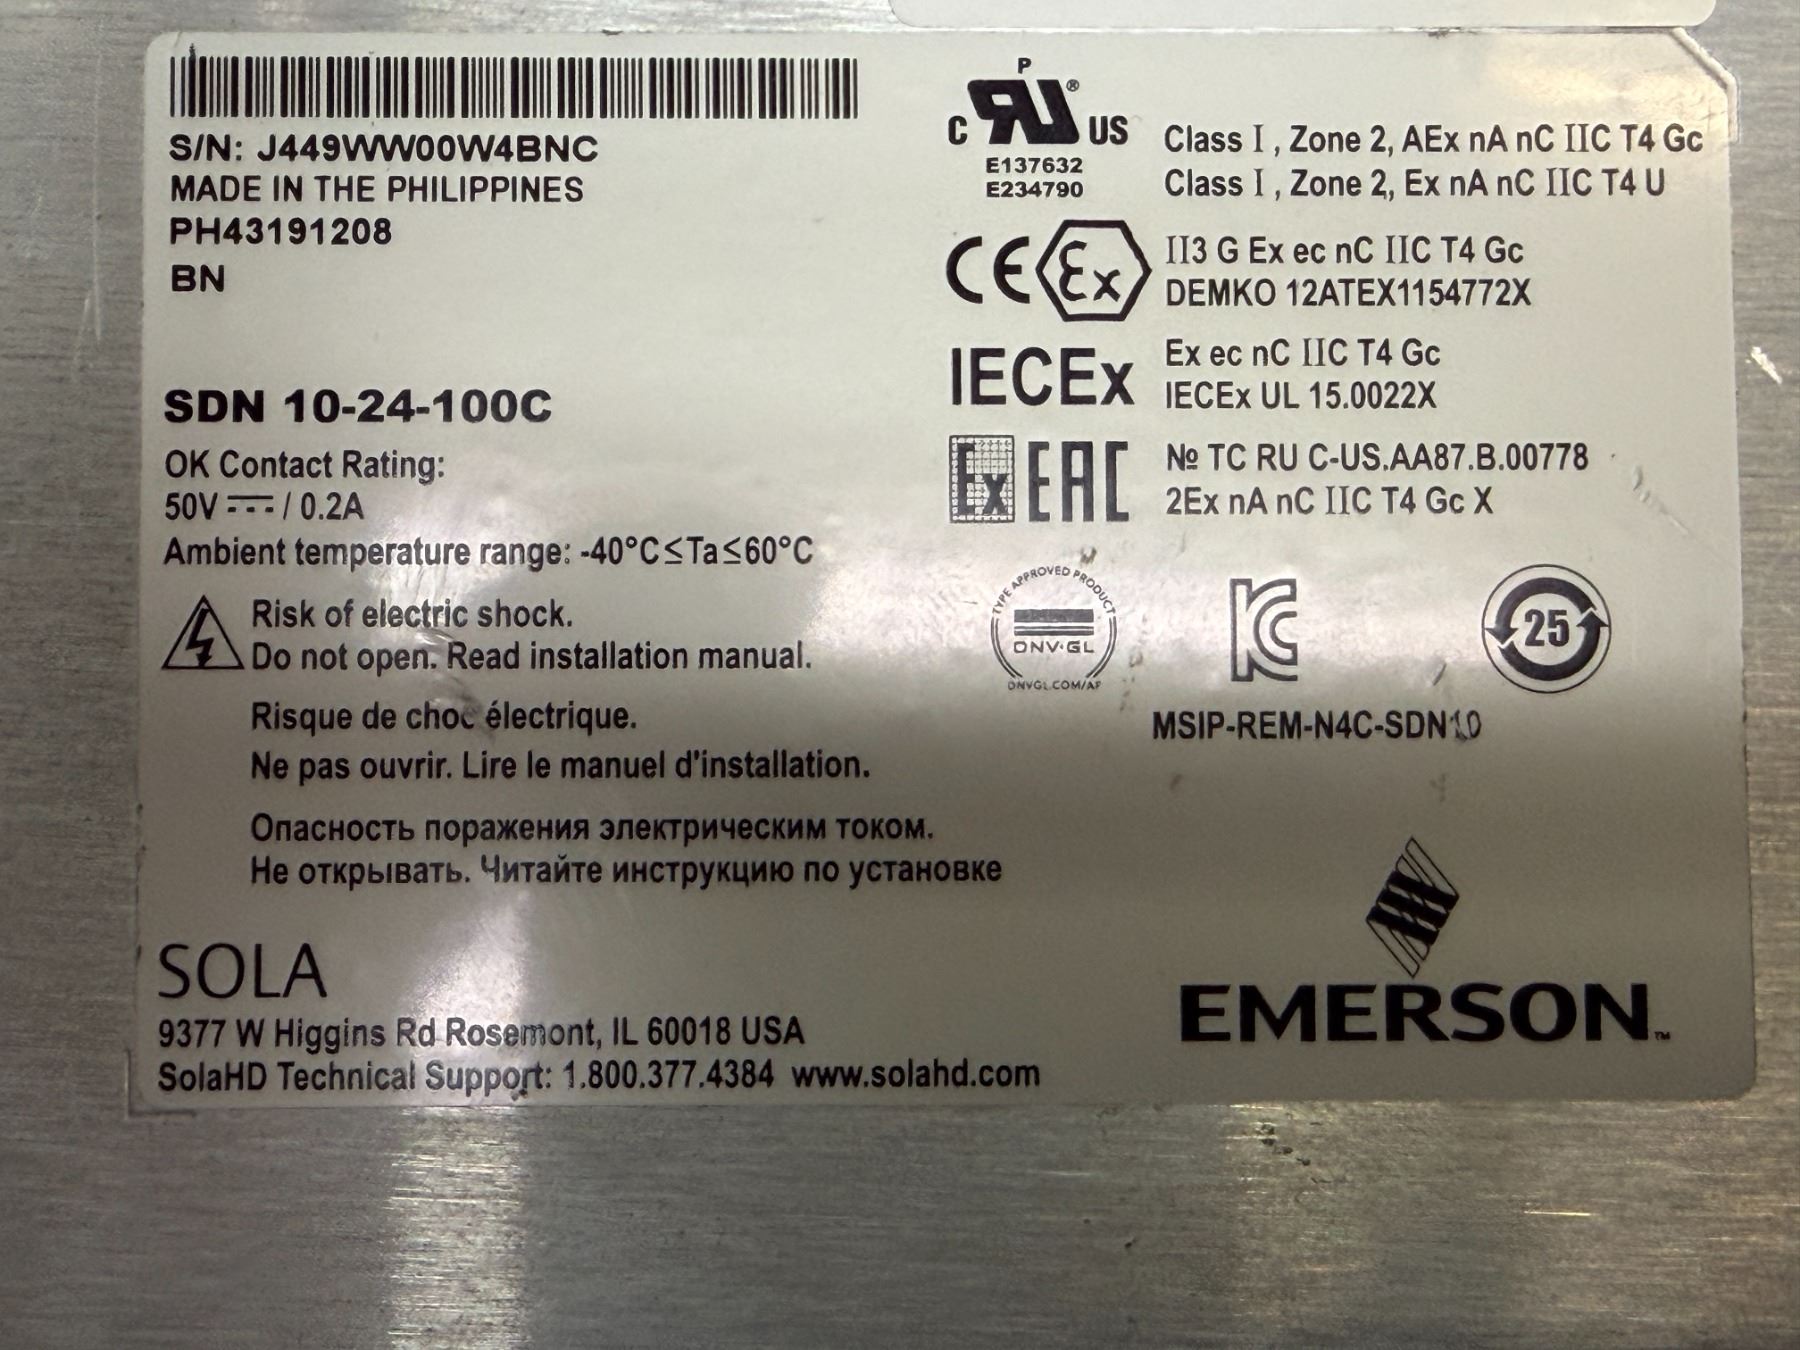 S/N: J449WW00W4BNC
MADE IN THE PHILIPPINES
PH43191208
BN
SDN 10-24-100C
OK Contact Rating:
50V ⎓ / 0.2A
Ambient temperature range: -40°C≤Ta≤60°C
Risk of electric shock.
Do not open. Read installation manual.
Risque de choc électrique.
Ne pas ouvrir. Lire le manuel d'installation.
Опасность поражения электрическим током.
Не открывать. Читайте инструкцию по установке
SOLA
9377 W Higgins Rd Rosemont, IL 60018 USA
SolaHD Technical Support: 1.800.377.4384 www.solahd.com
P
C RU® US
E137632
E234790
Class I , Zone 2, AEx nA nC IIC T4 Gc
Class I , Zone 2, Ex nA nC IIC T4 U
CE Ex
II3 G Ex ec nC IIC T4 Gc
DEMKO 12ATEX1154772X
IECEx
Ex ec nC IIC T4 Gc
IECEx UL 15.0022X
Ex EAC
№ TC RU C-US.AA87.B.00778
2Ex nA nC IIC T4 Gc X
TYPE APPROVED PRODUCT
DNV·GL
DNVGL.COM/AP
KC
25
MSIP-REM-N4C-SDN10
EMERSON™